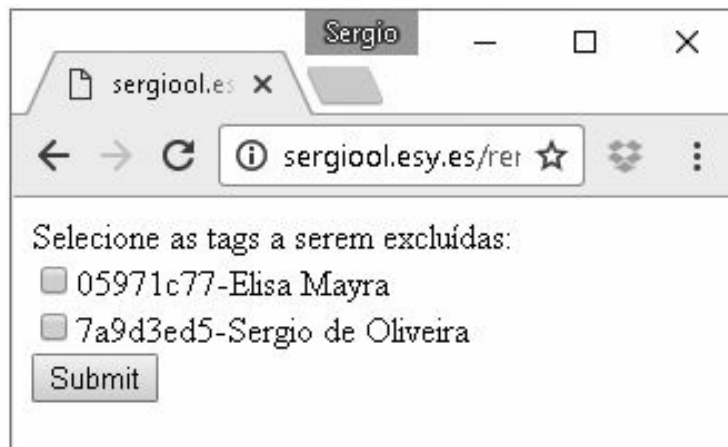 Sergio
sergiool.es
sergiool.esy.es/rer
Selecione as tags a serem excluídas:
05971c77-Elisa Mayra
7a9d3ed5-Sergio de Oliveira
Submit